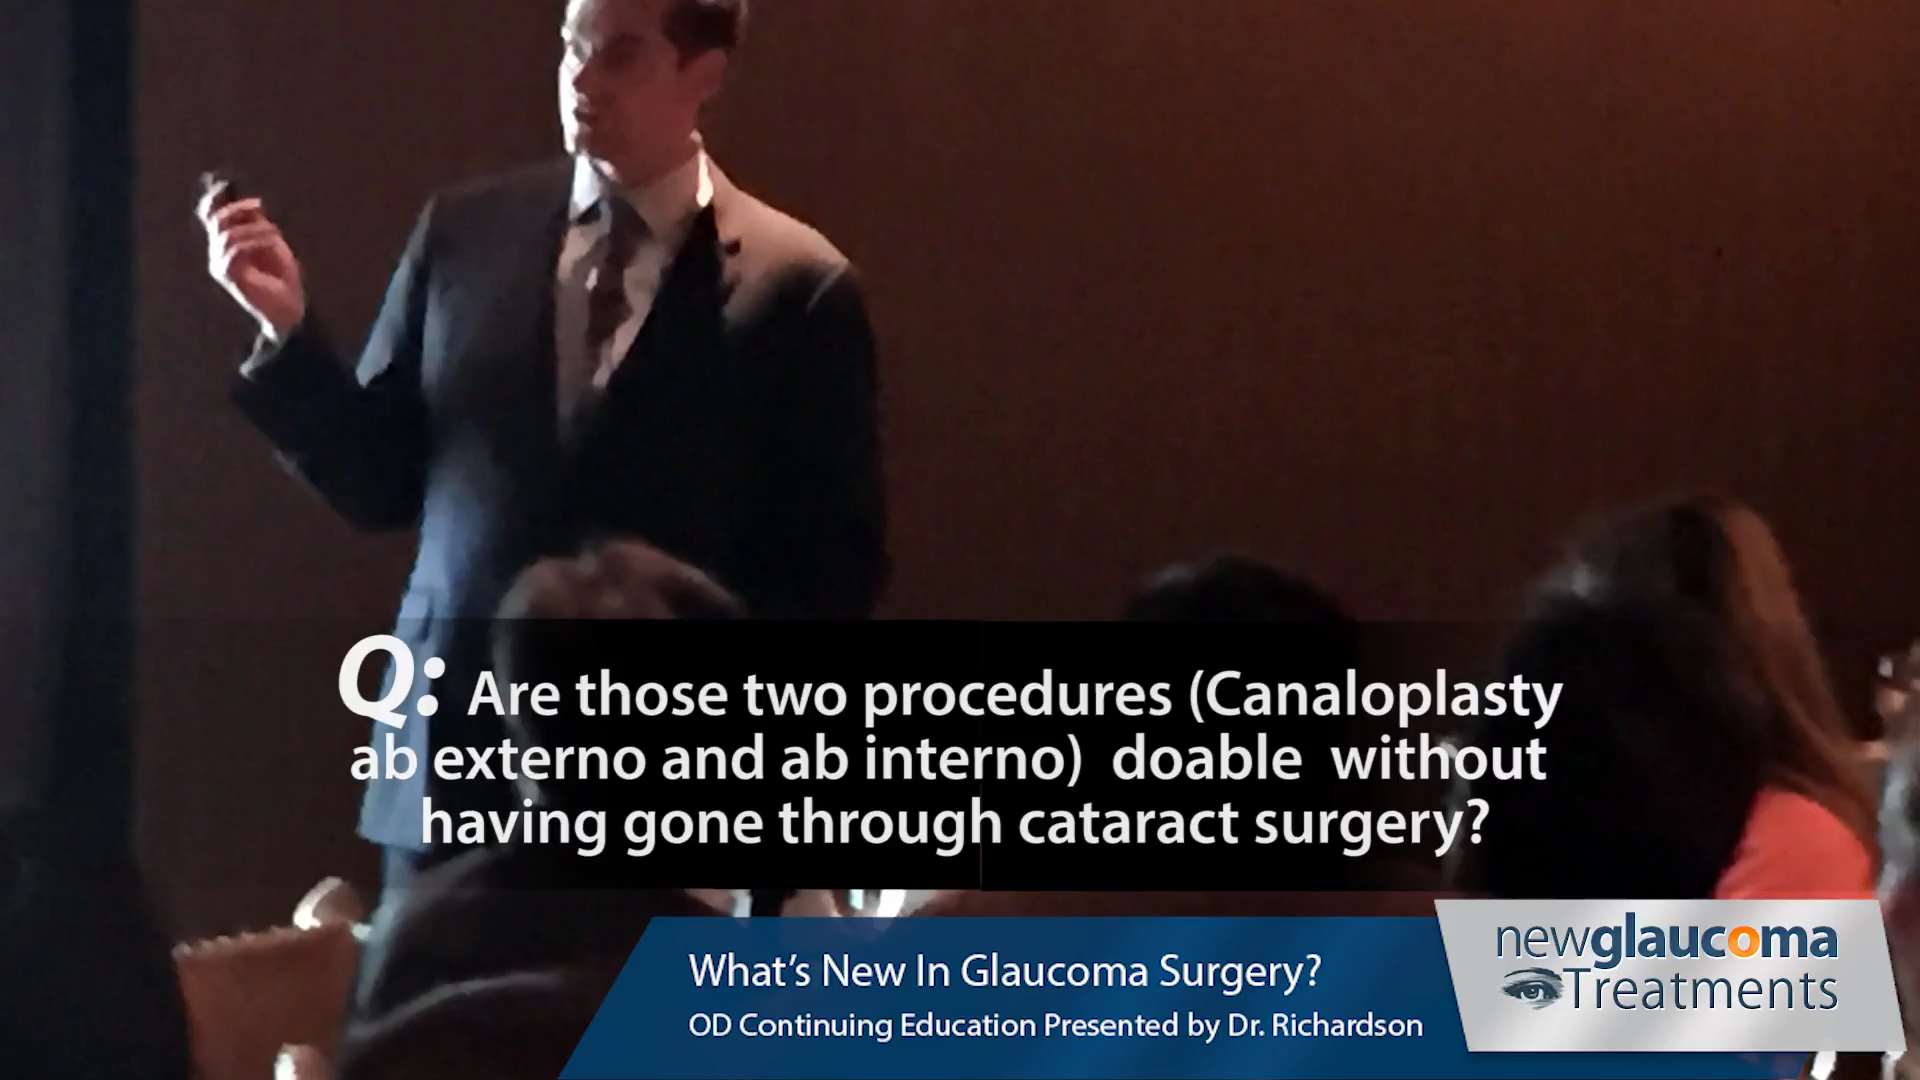 Q: Are those two procedures (Canaloplasty
ab externo and ab interno) doable without
having gone through cataract surgery?
What's New In Glaucoma Surgery?
OD Continuing Education Presented by Dr. Richardson
newglaucoma
Treatments